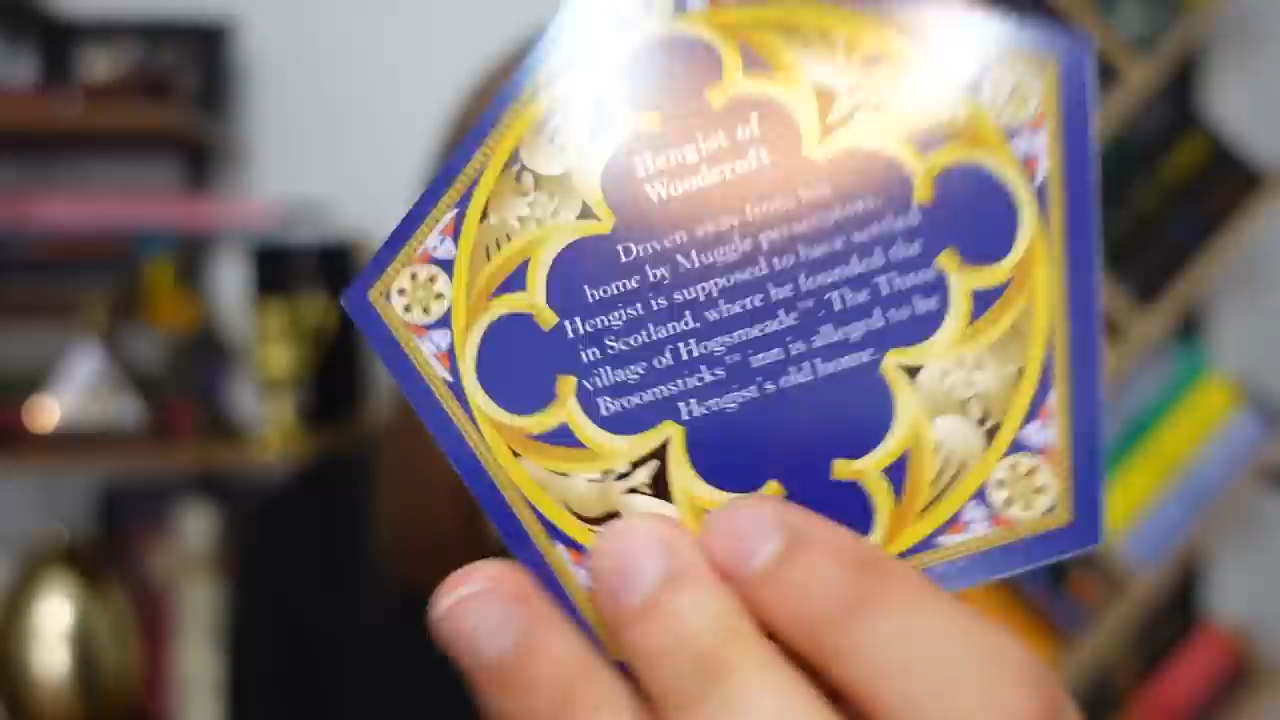 Hengist of
Woodcroft
Driven away from his
home by Muggle persecutors,
Hengist is supposed to have settled
in Scotland, where he founded the
village of Hogsmeade™. The Three
Broomsticks™ inn is alleged to be
Hengist's old home.